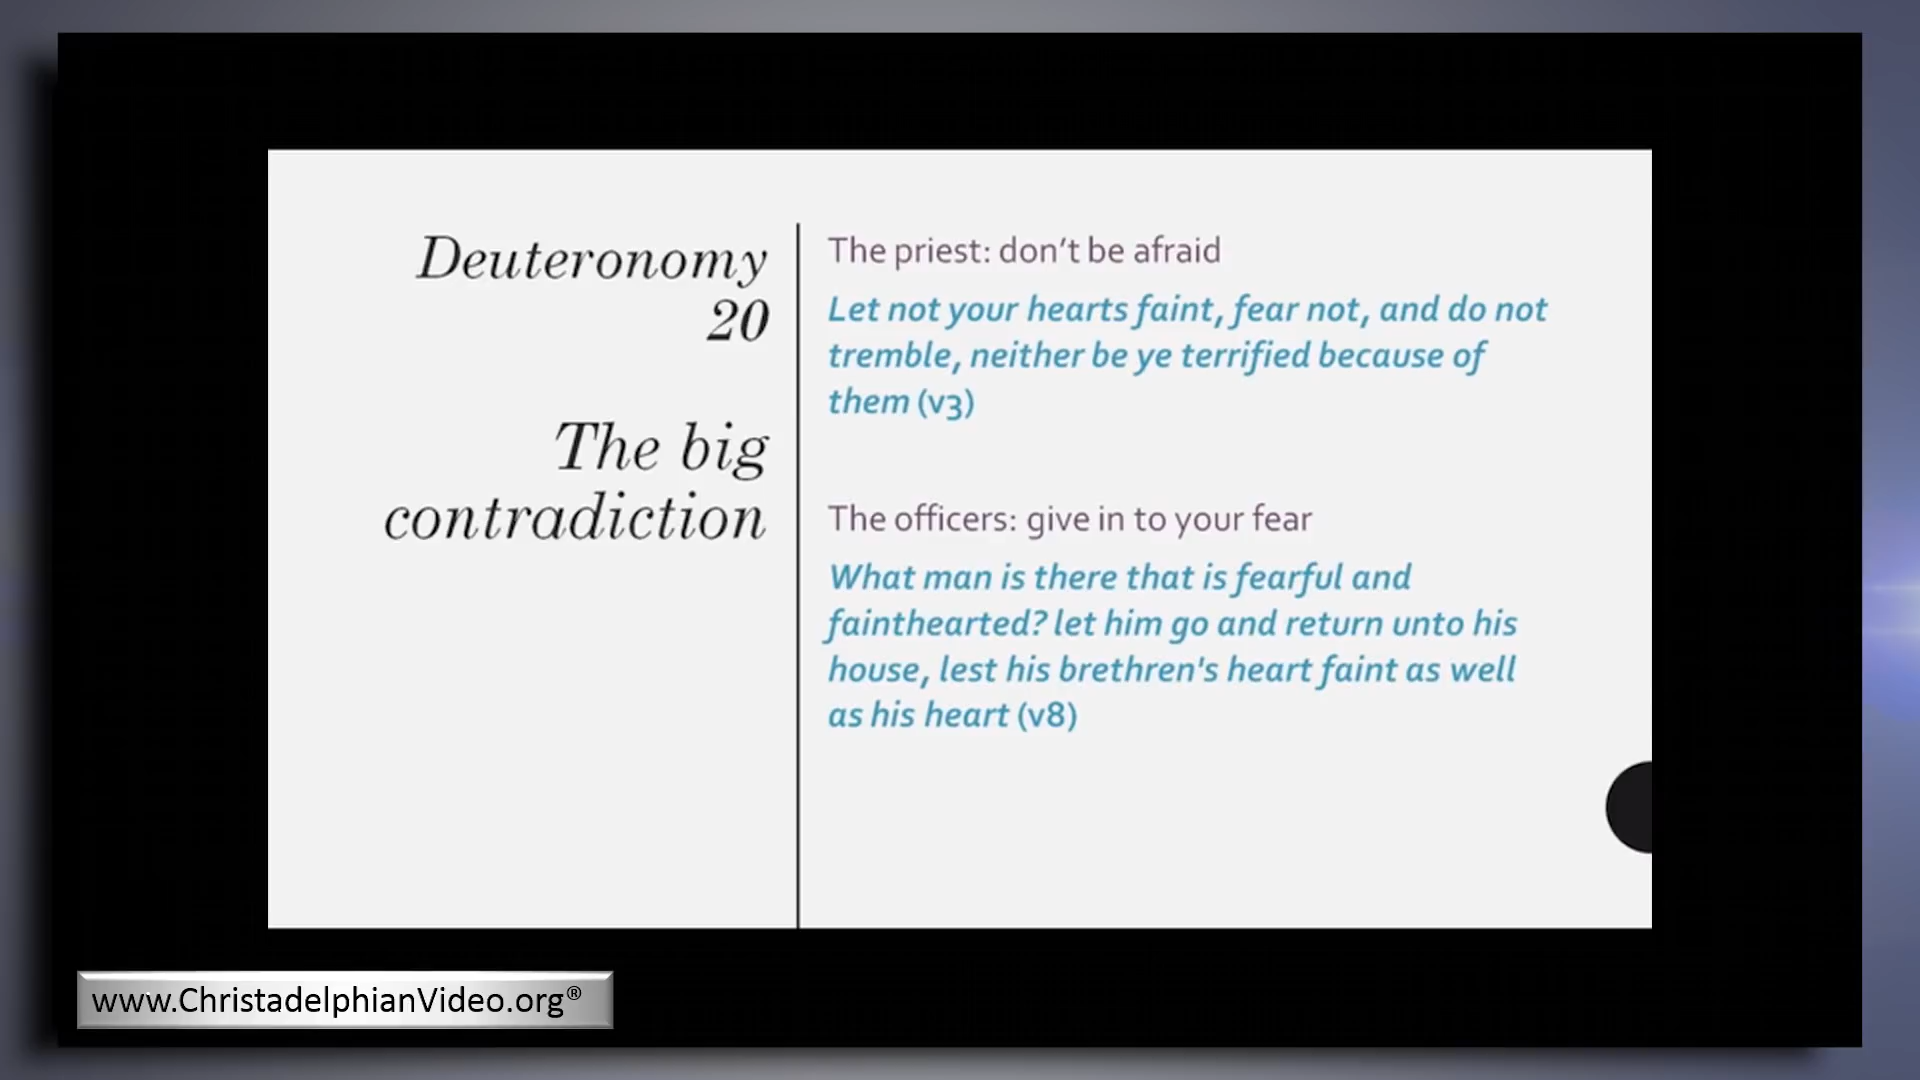 Deuteronomy
20
The big
contradiction
The priest: don't be afraid
Let not your hearts faint, fear not, and do not
tremble, neither be ye terrified because of
them (v3)
The officers: give in to your fear
What man is there that is fearful and
fainthearted? let him go and return unto his
house, lest his brethren's heart faint as well
as his heart (v8)
www.ChristadelphianVideo.org®